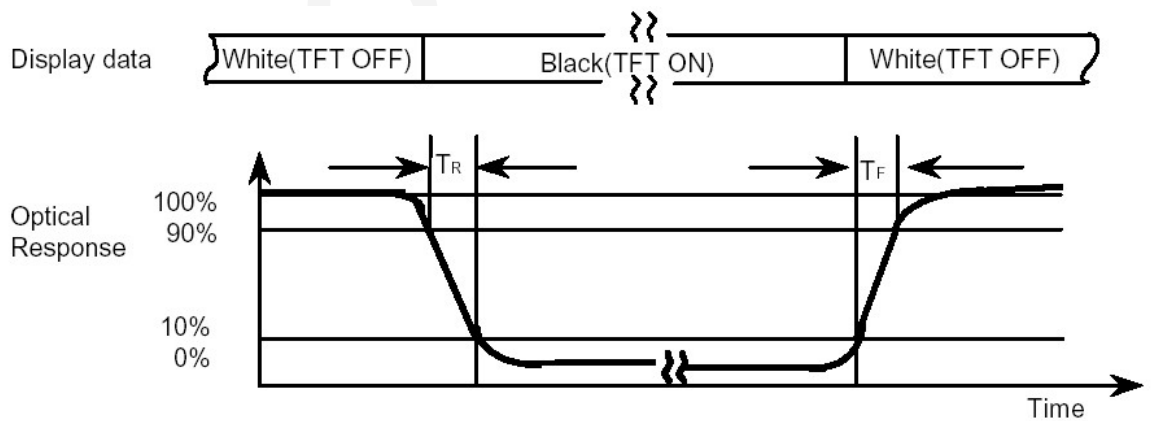 Display data
White(TFT OFF)
Black(TFT ON)
White(TFT OFF)
TR
TF
Optical
Response
100%
90%
10%
0%
Time